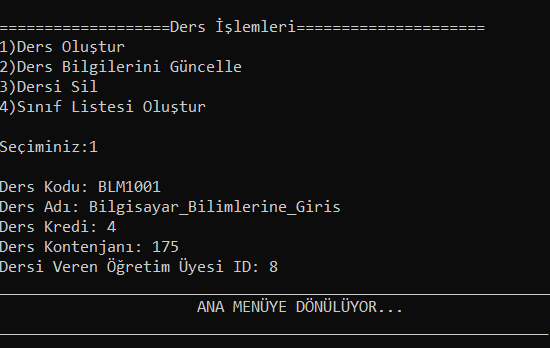 ===================Ders İşlemleri=====================
1)Ders Oluştur
2)Ders Bilgilerini Güncelle
3)Dersi Sil
4)Sınıf Listesi Oluştur
Seçiminiz:1
Ders Kodu: BLM1001
Ders Adı: Bilgisayar_Bilimlerine_Giris
Ders Kredi: 4
Ders Kontenjanı: 175
Dersi Veren Öğretim Üyesi ID: 8
ANA MENÜYE DÖNÜLÜYOR...